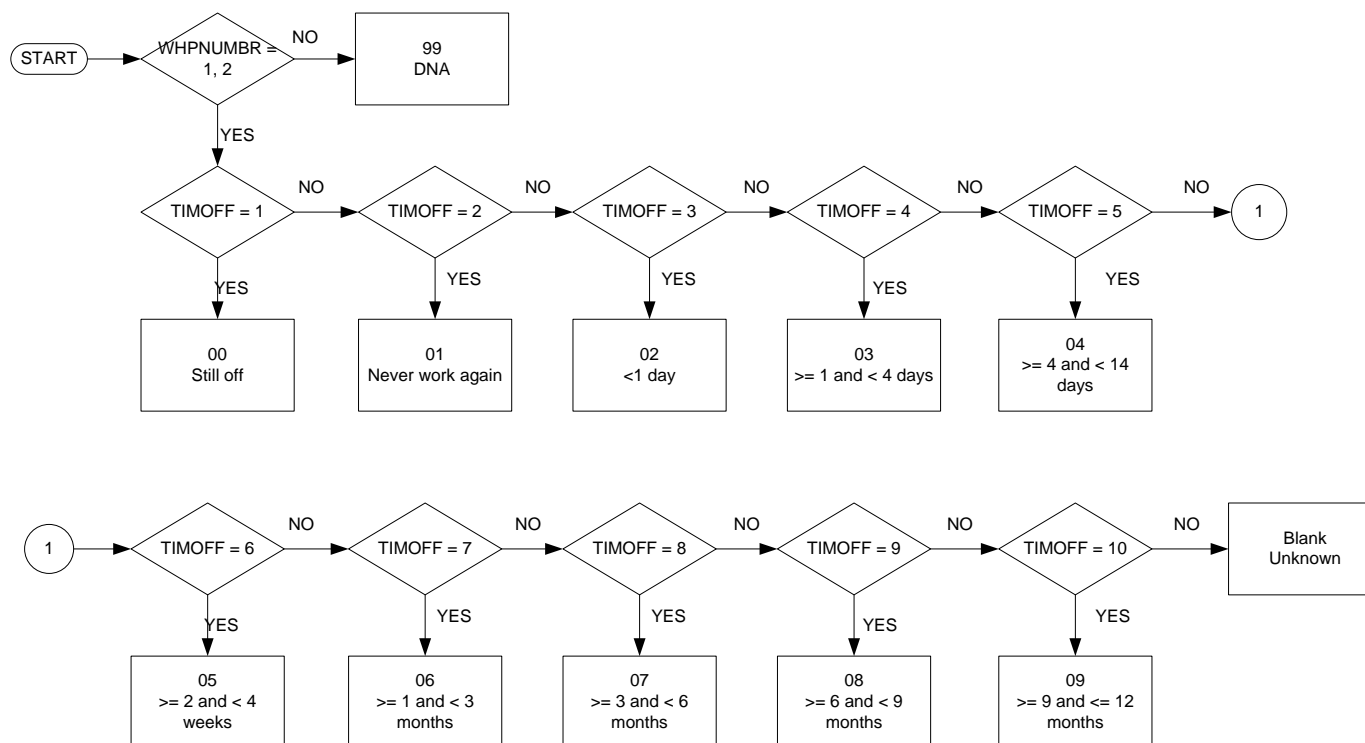 START
WHPNUMBR =
1, 2
NO
99
DNA
YES
TIMOFF = 1
NO
TIMOFF = 2
NO
TIMOFF = 3
NO
TIMOFF = 4
NO
TIMOFF = 5
NO
1
YES
YES
YES
YES
YES
00
Still off
01
Never work again
02
<1 day
03
>= 1 and < 4 days
04
>= 4 and < 14
days
1
TIMOFF = 6
NO
TIMOFF = 7
NO
TIMOFF = 8
NO
TIMOFF = 9
NO
TIMOFF = 10
NO
Blank
Unknown
YES
YES
YES
YES
YES
05
>= 2 and < 4
weeks
06
>= 1 and < 3
months
07
>= 3 and < 6
months
08
>= 6 and < 9
months
09
>= 9 and <= 12
months